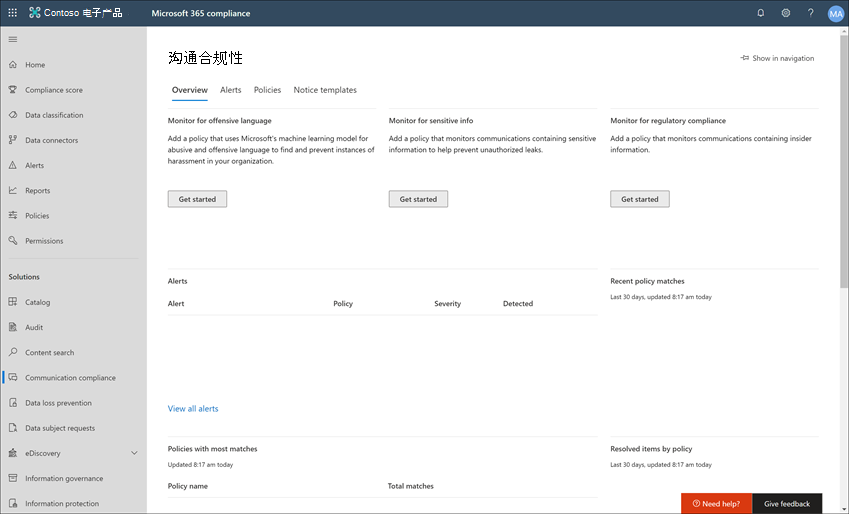 Contoso 电子产品
Microsoft 365 compliance
?
MA
沟通合规性
Show in navigation
Home
Compliance score
Data classification
Data connectors
Alerts
Reports
Policies
Permissions
Solutions
Catalog
Audit
Content search
Communication compliance
Data loss prevention
Data subject requests
eDiscovery
Information governance
Information protection
Overview
Alerts
Policies
Notice templates
Monitor for offensive language
Add a policy that uses Microsoft's machine learning model for
abusive and offensive language to find and prevent instances of
harassment in your organization.
Get started
Monitor for sensitive info
Add a policy that monitors communications containing sensitive
information to help prevent unauthorized leaks.
Get started
Monitor for regulatory compliance
Add a policy that monitors communications containing insider
information.
Get started
Alerts
Alert Policy Severity Detected
View all alerts
Recent policy matches
Last 30 days, updated 8:17 am today
Policies with most matches
Updated 8:17 am today
Policy name Total matches
Resolved items by policy
Last 30 days, updated 8:17 am today
Need help?
Give feedback